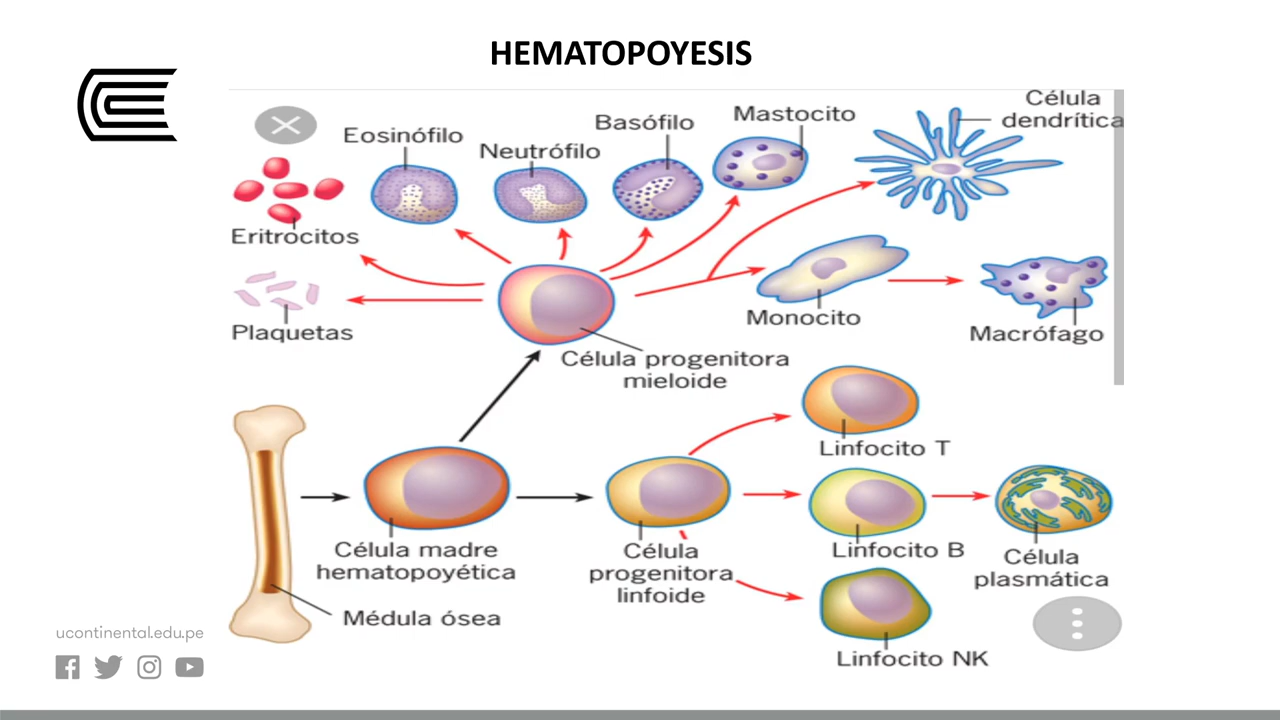 HEMATOPOYESIS
Célula
dendrítica
Mastocito
Basófilo
Eosinófilo
Neutrófilo
Eritrocitos
Plaquetas
Monocito
Macrófago
Célula progenitora
mieloide
Linfocito T
Célula madre
hematopoyética
Célula
progenitora
linfoide
Linfocito B
Célula
plasmática
Médula ósea
Linfocito NK
ucontinental.edu.pe